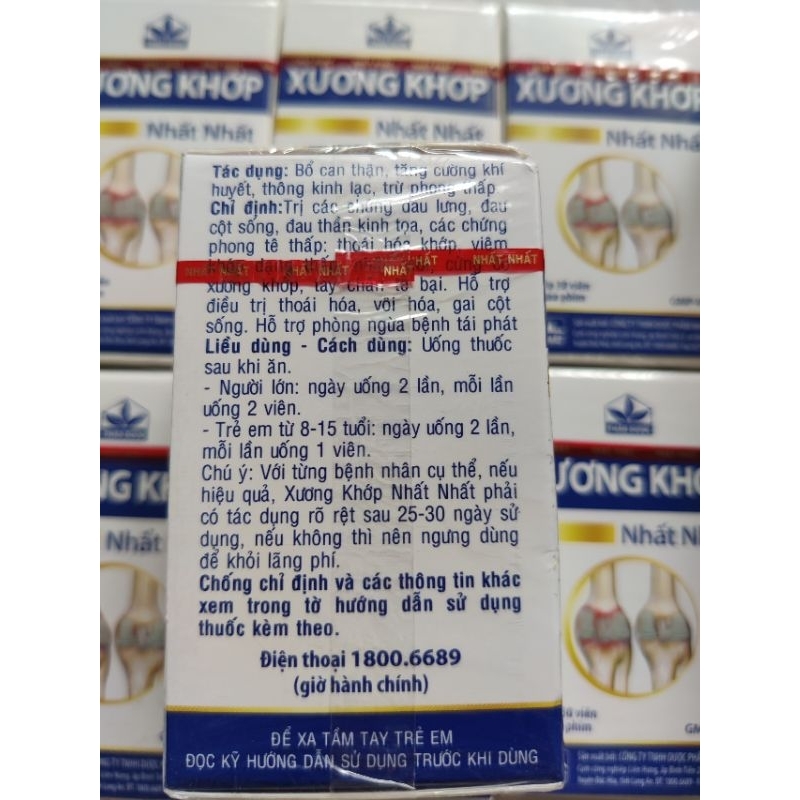 XƯƠNG KHỚP
XƯƠNG KHỚP
Nhất Nhất
Nhất Nhất
Nhất
Tác dụng: Bổ can thận, tăng cường khí
huyết, thông kinh lạc, trừ phong thấp
Chỉ định:Trị các chứng đau lưng, đau
cột sống, đau thần kinh tọa, các chứng
phong tê thấp: thoái hóa khớp, viêm
NHẤT NHẤT NHẤT NHẤT NHẤT NHẤT NHẤT NHẤT
xương khớp, tay chân tê bại. Hỗ trợ
điều trị thoái hóa, vôi hóa, gai cột
sống. Hỗ trợ phòng ngừa bệnh tái phát
Liều dùng - Cách dùng: Uống thuốc
sau khi ăn.
- Người lớn: ngày uống 2 lần, mỗi lần
uống 2 viên.
- Trẻ em từ 8-15 tuổi: ngày uống 2 lần,
mỗi lần uống 1 viên.
Chú ý: Với từng bệnh nhân cụ thể, nếu
hiệu quả, Xương Khớp Nhất Nhất phải
có tác dụng rõ rệt sau 25-30 ngày sử
dụng, nếu không thì nên ngưng dùng
để khỏi lãng phí.
Chống chỉ định và các thông tin khác
xem trong tờ hướng dẫn sử dụng
thuốc kèm theo.
Điện thoại 1800.6689
(giờ hành chính)
ĐỂ XA TẦM TAY TRẺ EM
ĐỌC KỸ HƯỚNG DẪN SỬ DỤNG TRƯỚC KHI DÙNG
Nhất
Nhất